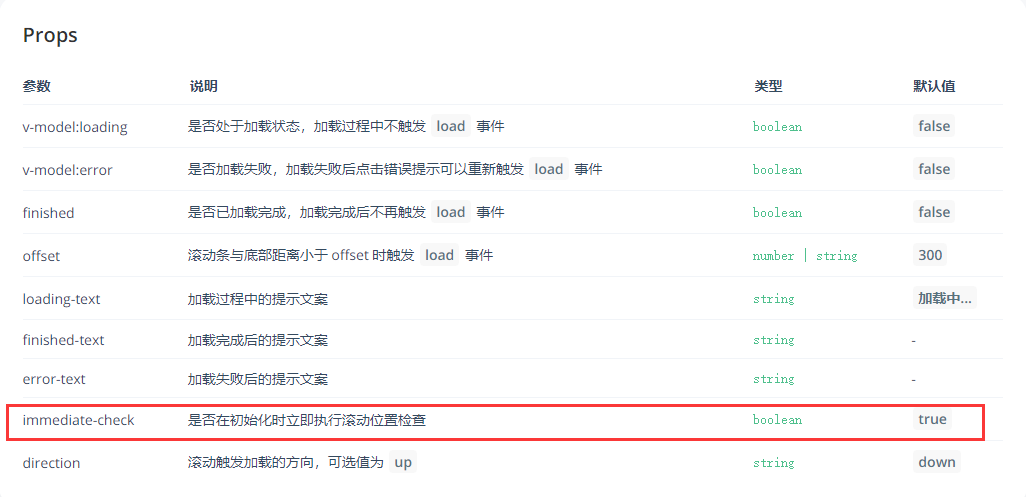 Props
参数 说明 类型 默认值
v-model:loading 是否处于加载状态，加载过程中不触发 load 事件 boolean false
v-model:error 是否加载失败，加载失败后点击错误提示可以重新触发 load 事件 boolean false
finished 是否已加载完成，加载完成后不再触发 load 事件 boolean false
offset 滚动条与底部距离小于 offset 时触发 load 事件 number | string 300
loading-text 加载过程中的提示文案 string 加载中...
finished-text 加载完成后的提示文案 string -
error-text 加载失败后的提示文案 string -
immediate-check 是否在初始化时立即执行滚动位置检查 boolean true
direction 滚动触发加载的方向，可选值为 up string down